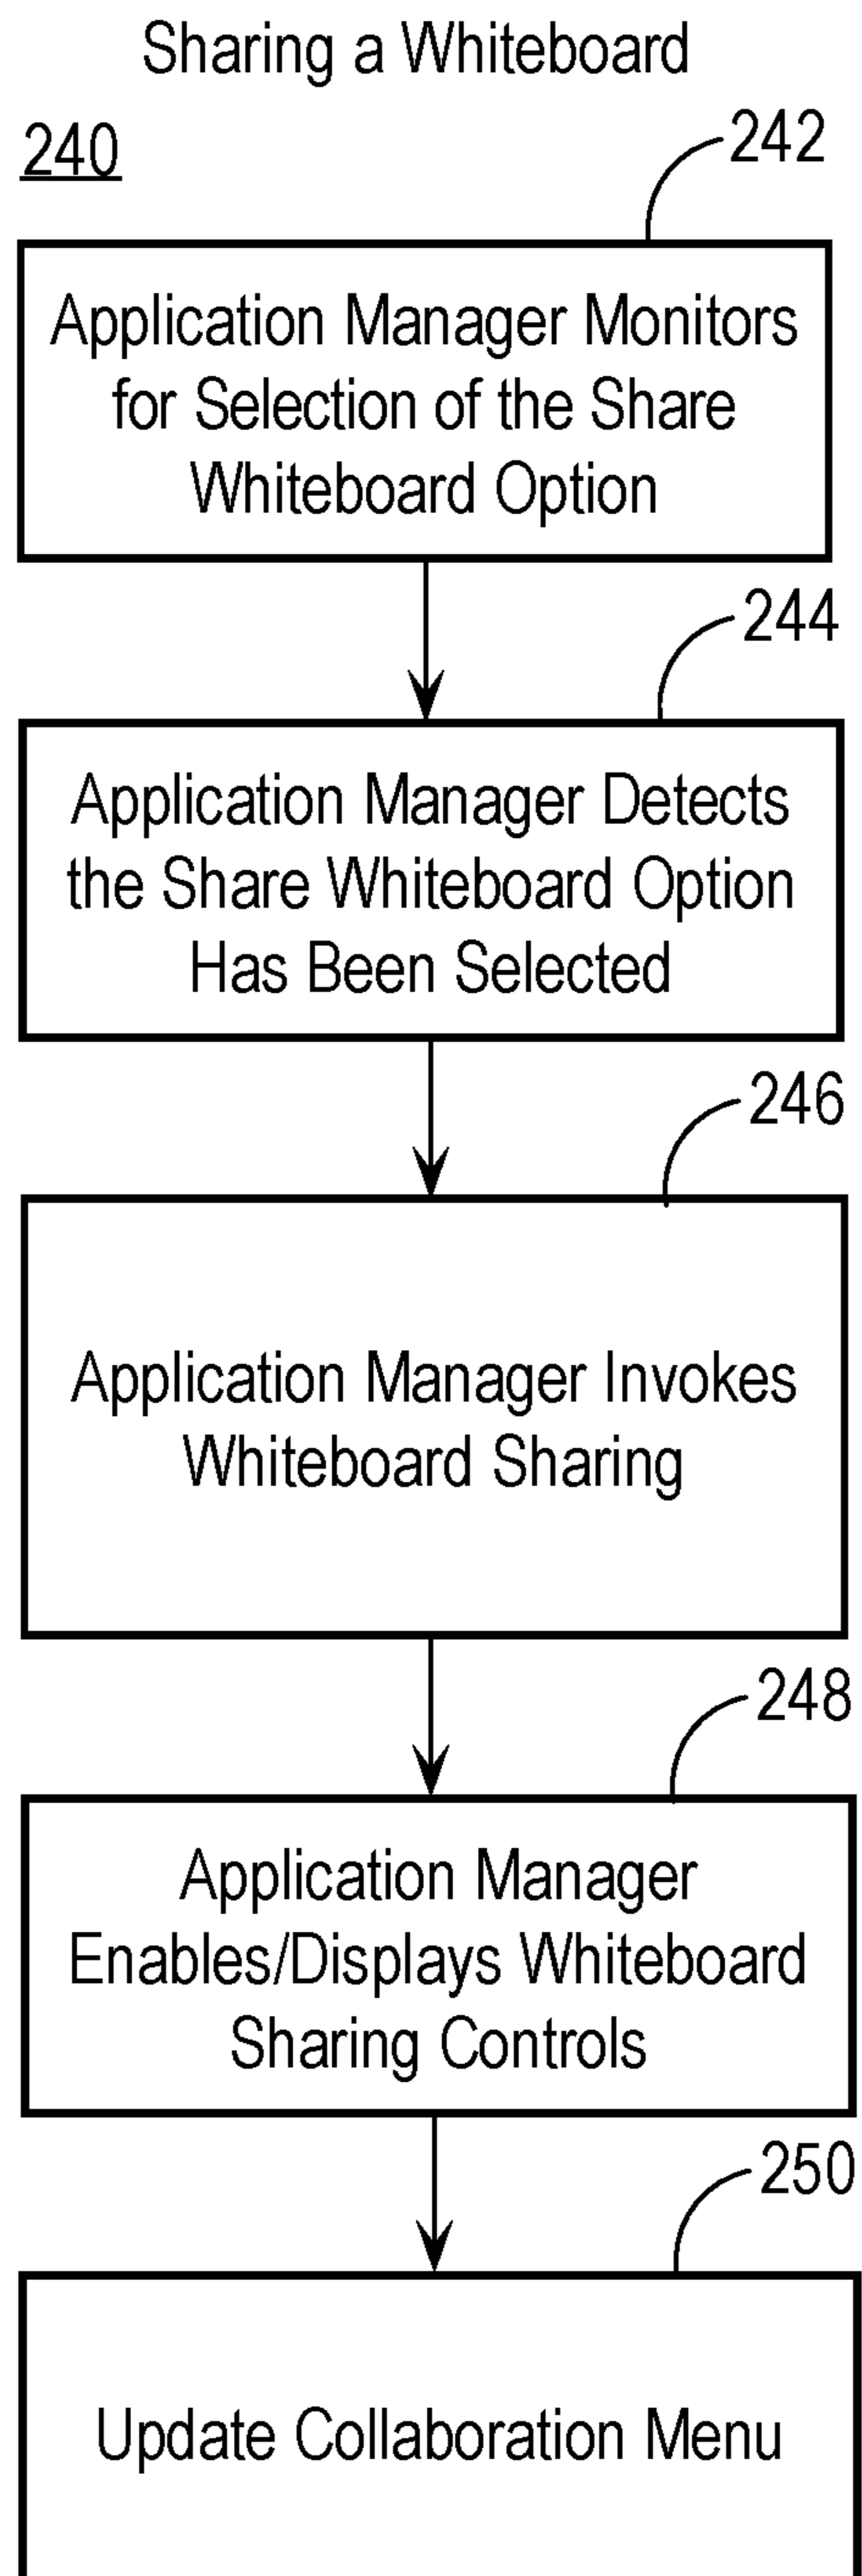 Sharing a Whiteboard
240
242
Application Manager Monitors
for Selection of the Share
Whiteboard Option
244
Application Manager Detects
the Share Whiteboard Option
Has Been Selected
246
Application Manager Invokes
Whiteboard Sharing
248
Application Manager
Enables/Displays Whiteboard
Sharing Controls
250
Update Collaboration Menu